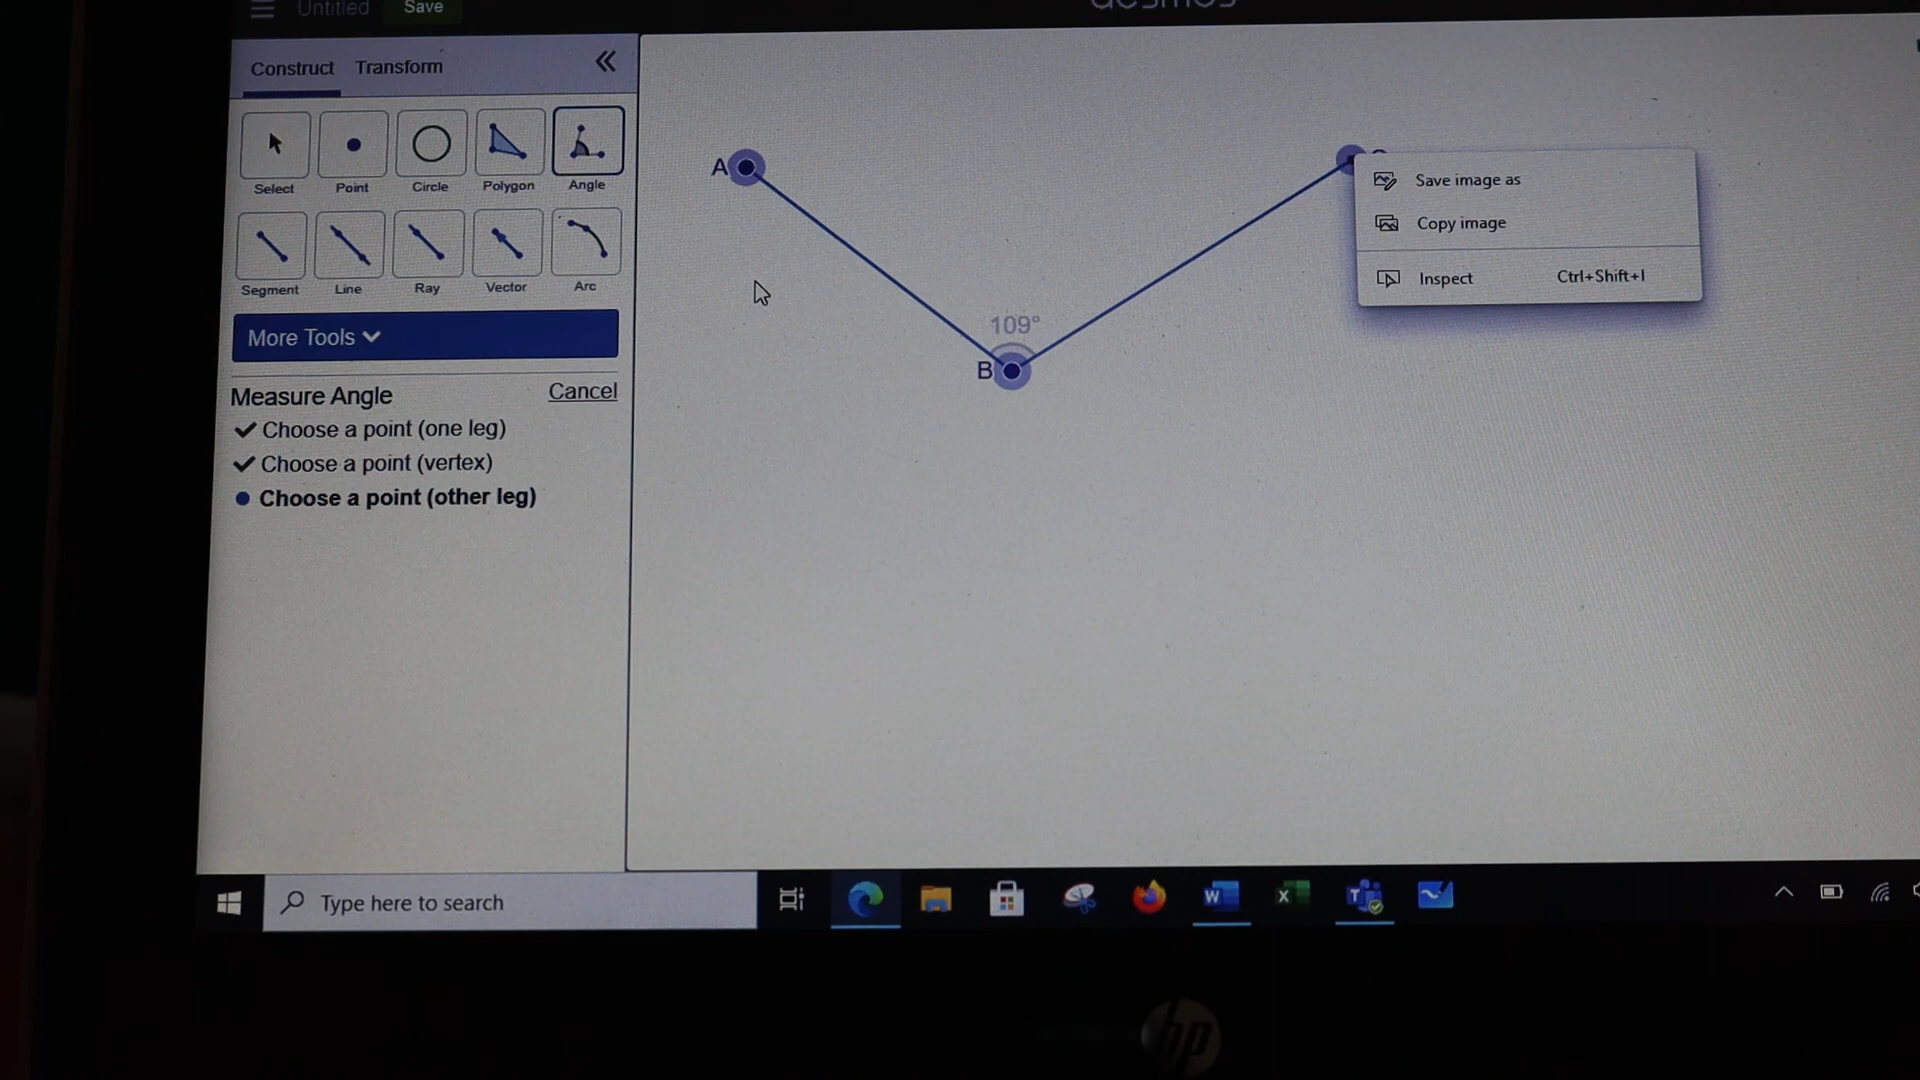 Untitled Save
desmos
Construct Transform
Select Point Circle Polygon Angle
Segment Line Ray Vector Arc
More Tools
Measure Angle Cancel
Choose a point (one leg)
Choose a point (vertex)
Choose a point (other leg)
A
109°
B
Save image as
Copy image
Inspect Ctrl+Shift+I
Type here to search
W
X
T
hp